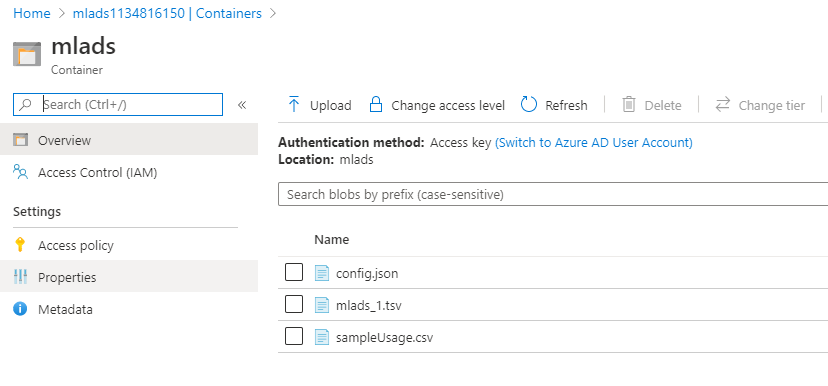 Home > mlads1134816150 | Containers >
mlads
Container
Search (Ctrl+/)
«
Upload Change access level Refresh Delete Change tier
Overview
Access Control (IAM)
Settings
Access policy
Properties
Metadata
Authentication method: Access key (Switch to Azure AD User Account)
Location: mlads
Search blobs by prefix (case-sensitive)
Name
config.json
mlads_1.tsv
sampleUsage.csv